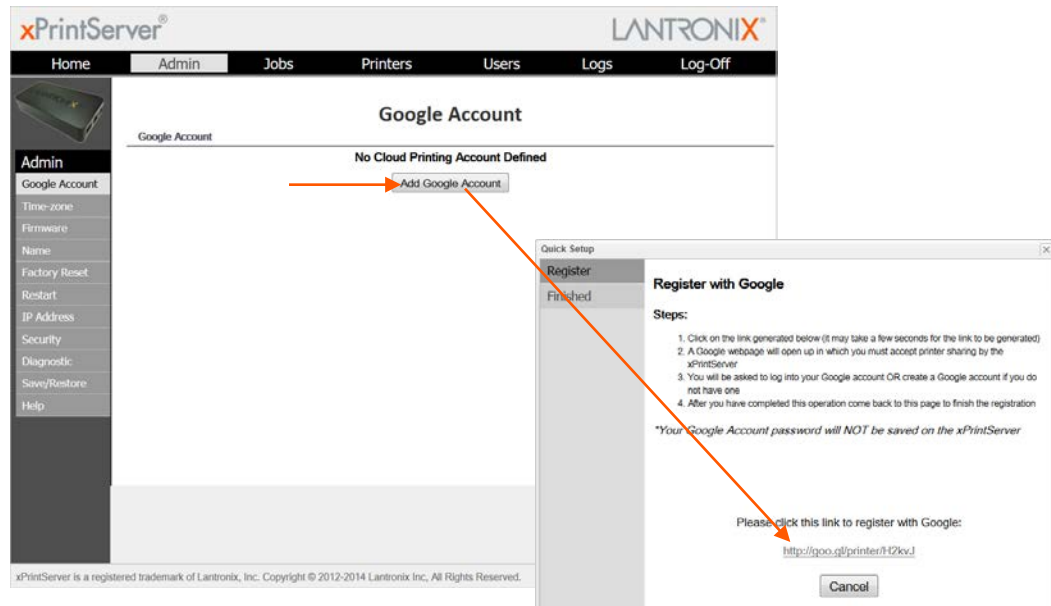 xPrintServer®
LANTRONIX®
Home Admin Jobs Printers Users Logs Log-Off
Google Account
Google Account
No Cloud Printing Account Defined
Add Google Account
Admin
Google Account
Time-zone
Firmware
Name
Factory Reset
Restart
IP Address
Security
Diagnostic
Save/Restore
Help
xPrintServer is a registered trademark of Lantronix, Inc. Copyright © 2012-2014 Lantronix Inc, All Rights Reserved.
Quick Setup
Register
Finished
Register with Google
Steps:
1. Click on the link generated below (it may take a few seconds for the link to be generated)
2. A Google webpage will open up in which you must accept printer sharing by the
xPrintServer
3. You will be asked to log into your Google account OR create a Google account if you do
not have one
4. After you have completed this operation come back to this page to finish the registration
*Your Google Account password will NOT be saved on the xPrintServer
Please click this link to register with Google:
http://goo.gl/printer/H2kvJ
Cancel